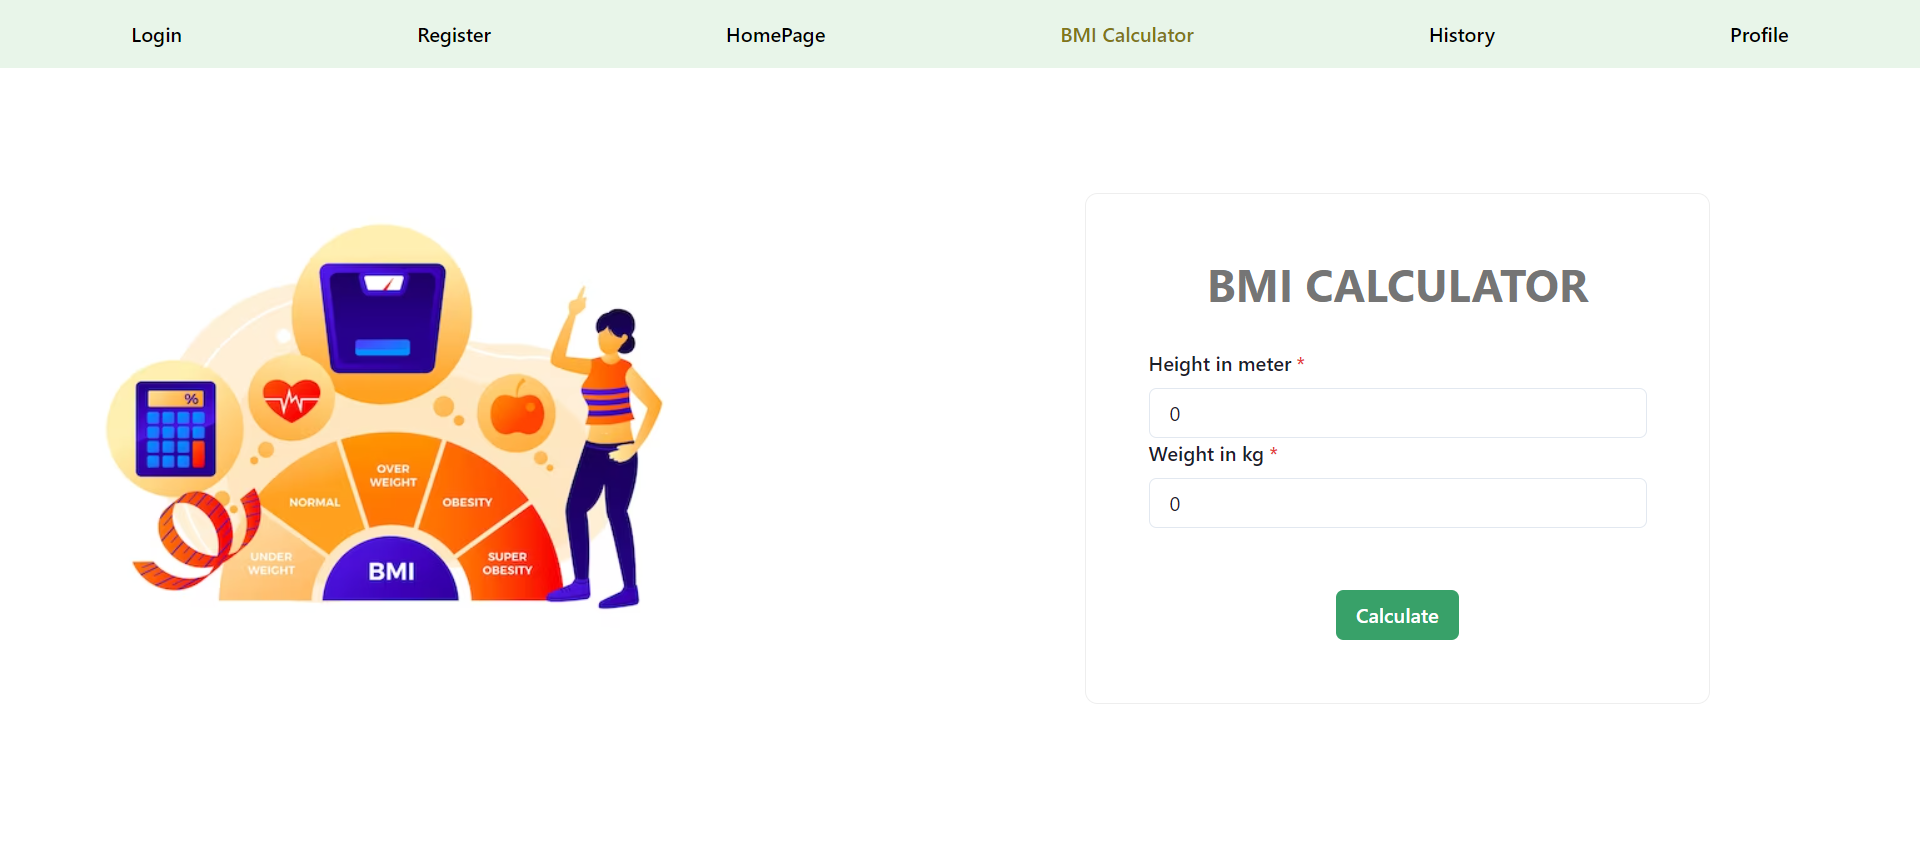 Login Register HomePage BMI Calculator History Profile
%
NORMAL
OVER
WEIGHT
OBESITY
UNDER
WEIGHT
BMI
SUPER
OBESITY
BMI CALCULATOR
Height in meter *
0
Weight in kg *
0
Calculate